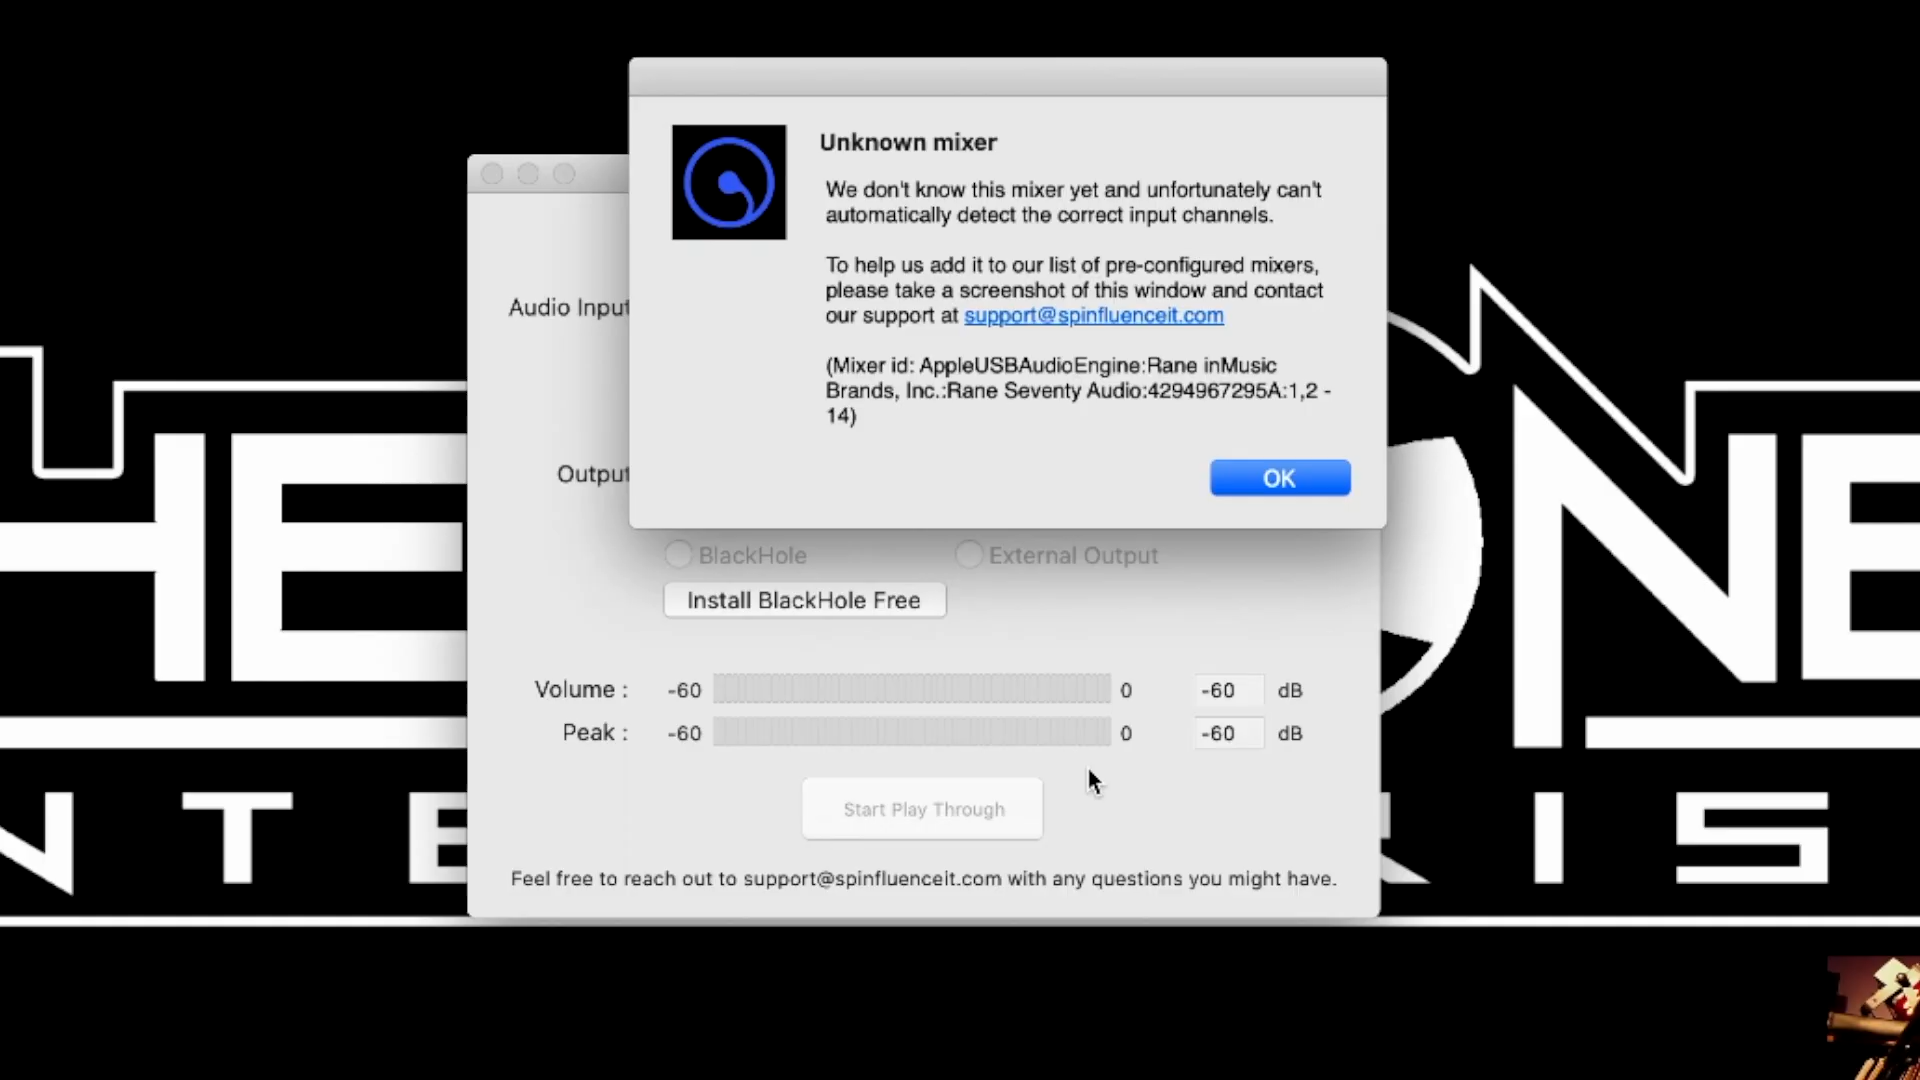 Unknown mixer
We don't know this mixer yet and unfortunately can't
automatically detect the correct input channels.
To help us add it to our list of pre-configured mixers,
please take a screenshot of this window and contact
our support at support@spinfluenceit.com
(Mixer id: AppleUSBAudioEngine:Rane inMusic
Brands, Inc.:Rane Seventy Audio:4294967295A:1,2 -
14)
OK
Audio Input
Output
BlackHole External Output
Install BlackHole Free
Volume : -60 0 -60 dB
Peak : -60 0 -60 dB
Start Play Through
Feel free to reach out to support@spinfluenceit.com with any questions you might have.
HE NE
NTE RIS